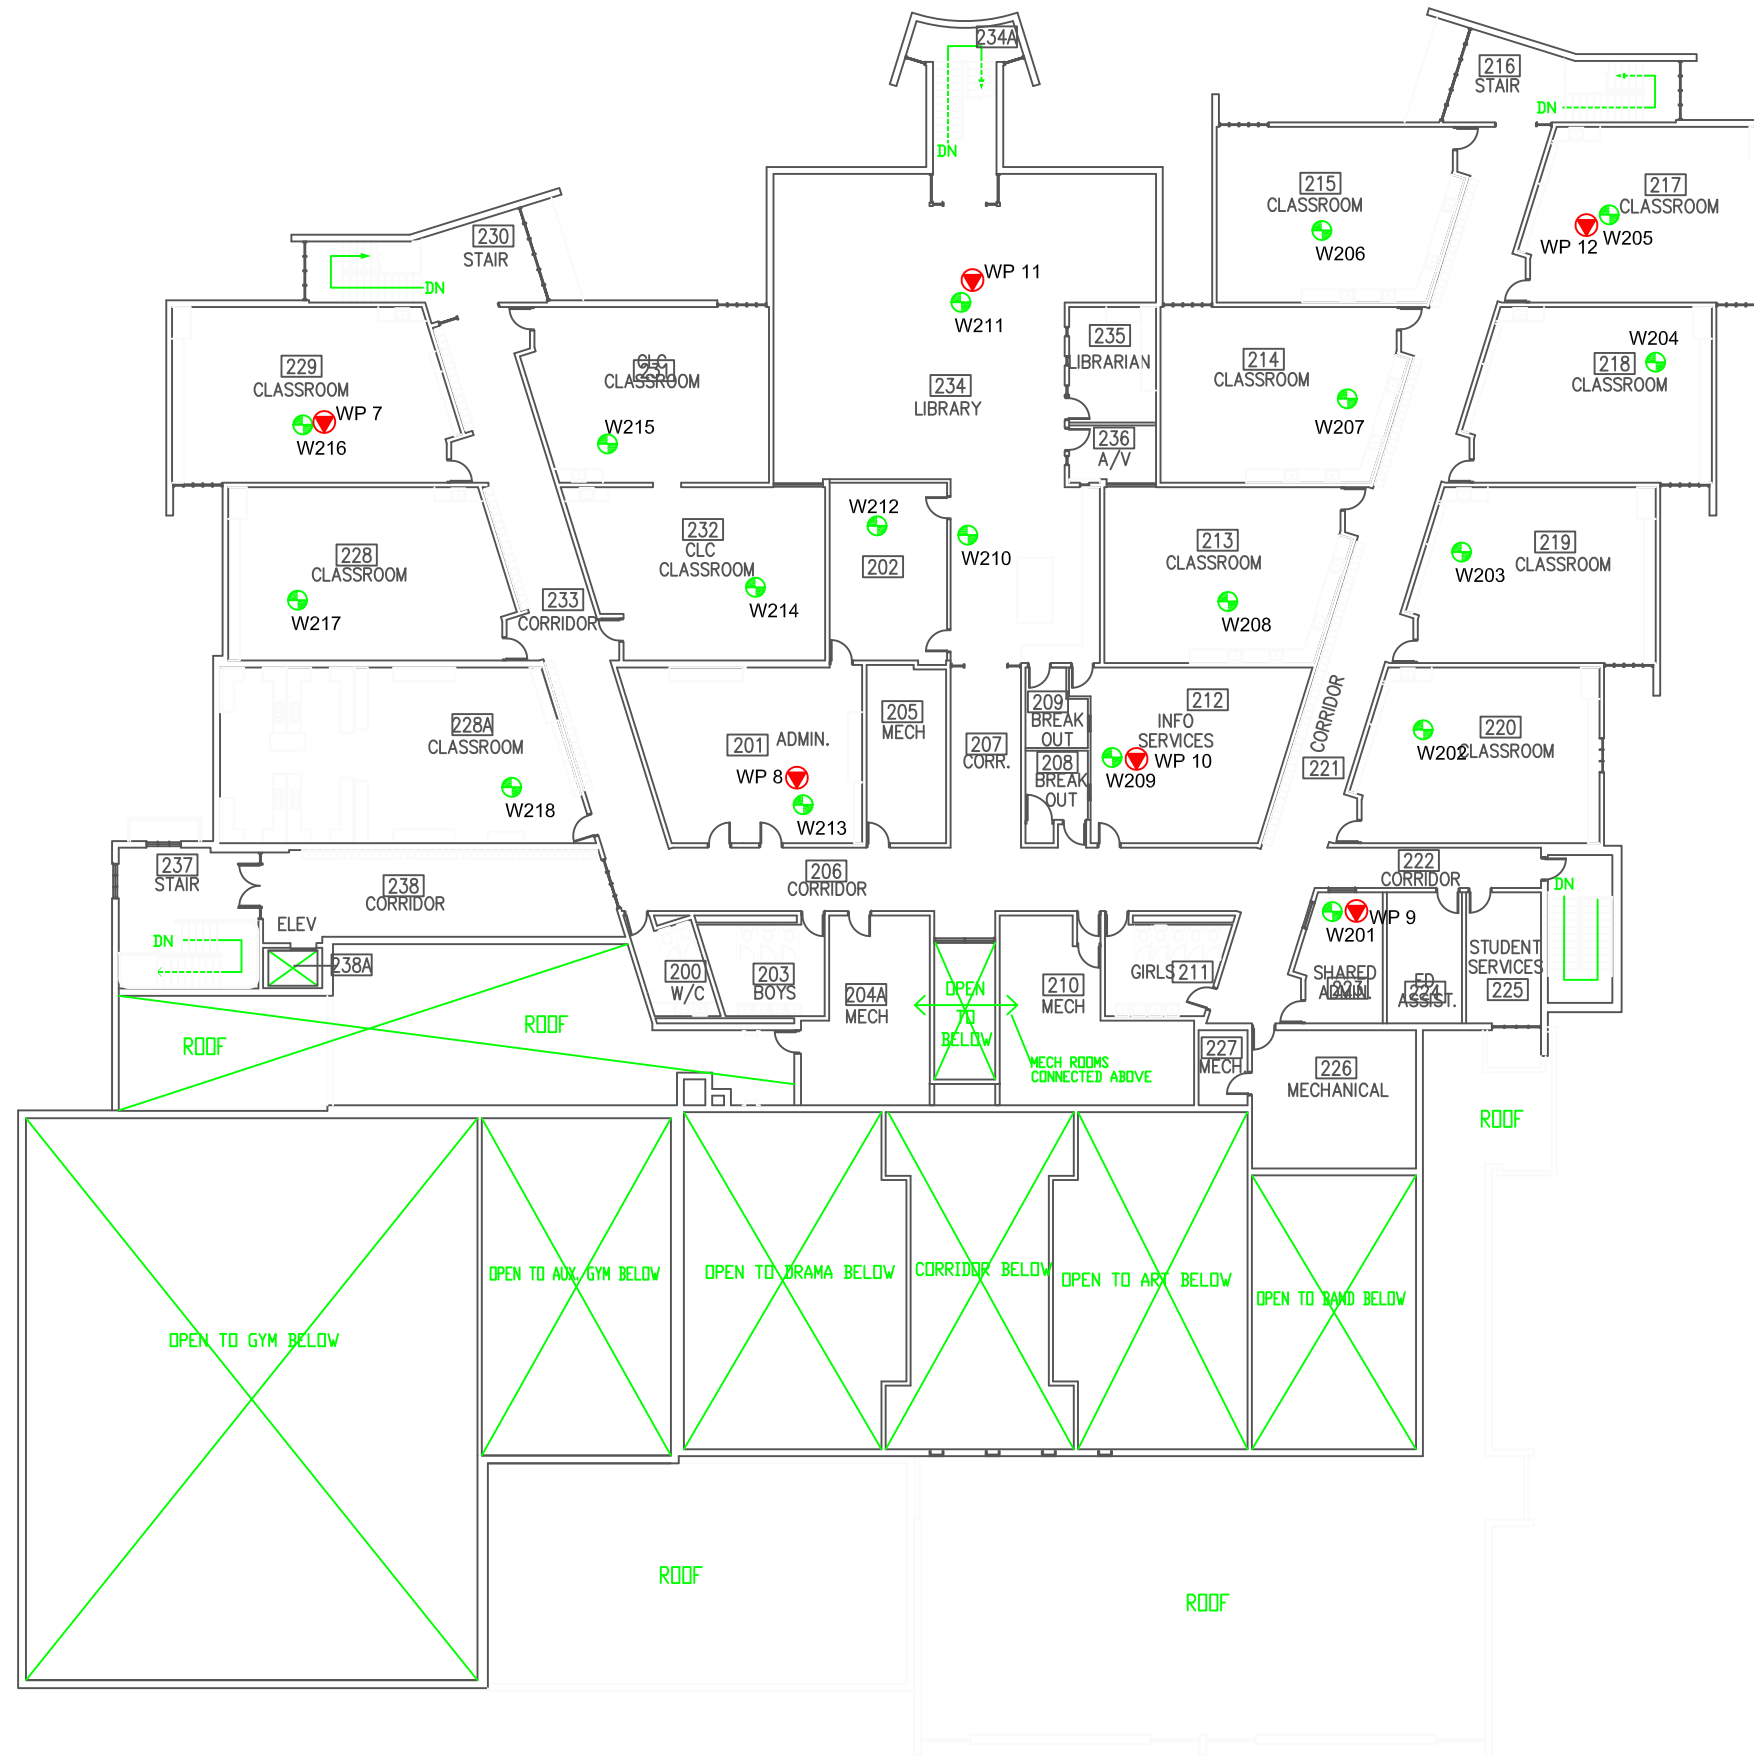 234A
DN
216
STAIR
DN
215
CLASSROOM
W206
217
CLASSROOM
WP 12
W205
230
STAIR
DN
WP 11
W211
229
CLASSROOM
WP 7
W216
CLC
231
CLASSROOM
W215
234
LIBRARY
235
LIBRARIAN
236
A/V
214
CLASSROOM
W207
W204
218
CLASSROOM
228
CLASSROOM
W217
233
CORRIDOR
232
CLC
CLASSROOM
W214
W212
202
W210
213
CLASSROOM
W208
219
CLASSROOM
W203
228A
CLASSROOM
W218
201
ADMIN.
WP 8
W213
205
MECH
207
CORR.
209
BREAK
OUT
208
BREAK
OUT
212
INFO
SERVICES
W209
WP 10
CORRIDOR
221
220
CLASSROOM
W202
237
STAIR
DN
238
CORRIDOR
ELEV
238A
206
CORRIDOR
222
CORRIDOR
DN
200
W/C
203
BOYS
204A
MECH
OPEN
TO
BELOW
210
MECH
MECH ROOMS
CONNECTED ABOVE
GIRLS
211
WP 9
W201
SHARED
223
ADMIN.
ED.
224
ASSIST.
STUDENT
SERVICES
225
227
MECH.
226
MECHANICAL
ROOF
ROOF
ROOF
OPEN TO GYM BELOW
OPEN TO AUX. GYM BELOW
OPEN TO DRAMA BELOW
CORRIDOR BELOW
OPEN TO ART BELOW
OPEN TO BAND BELOW
ROOF
ROOF